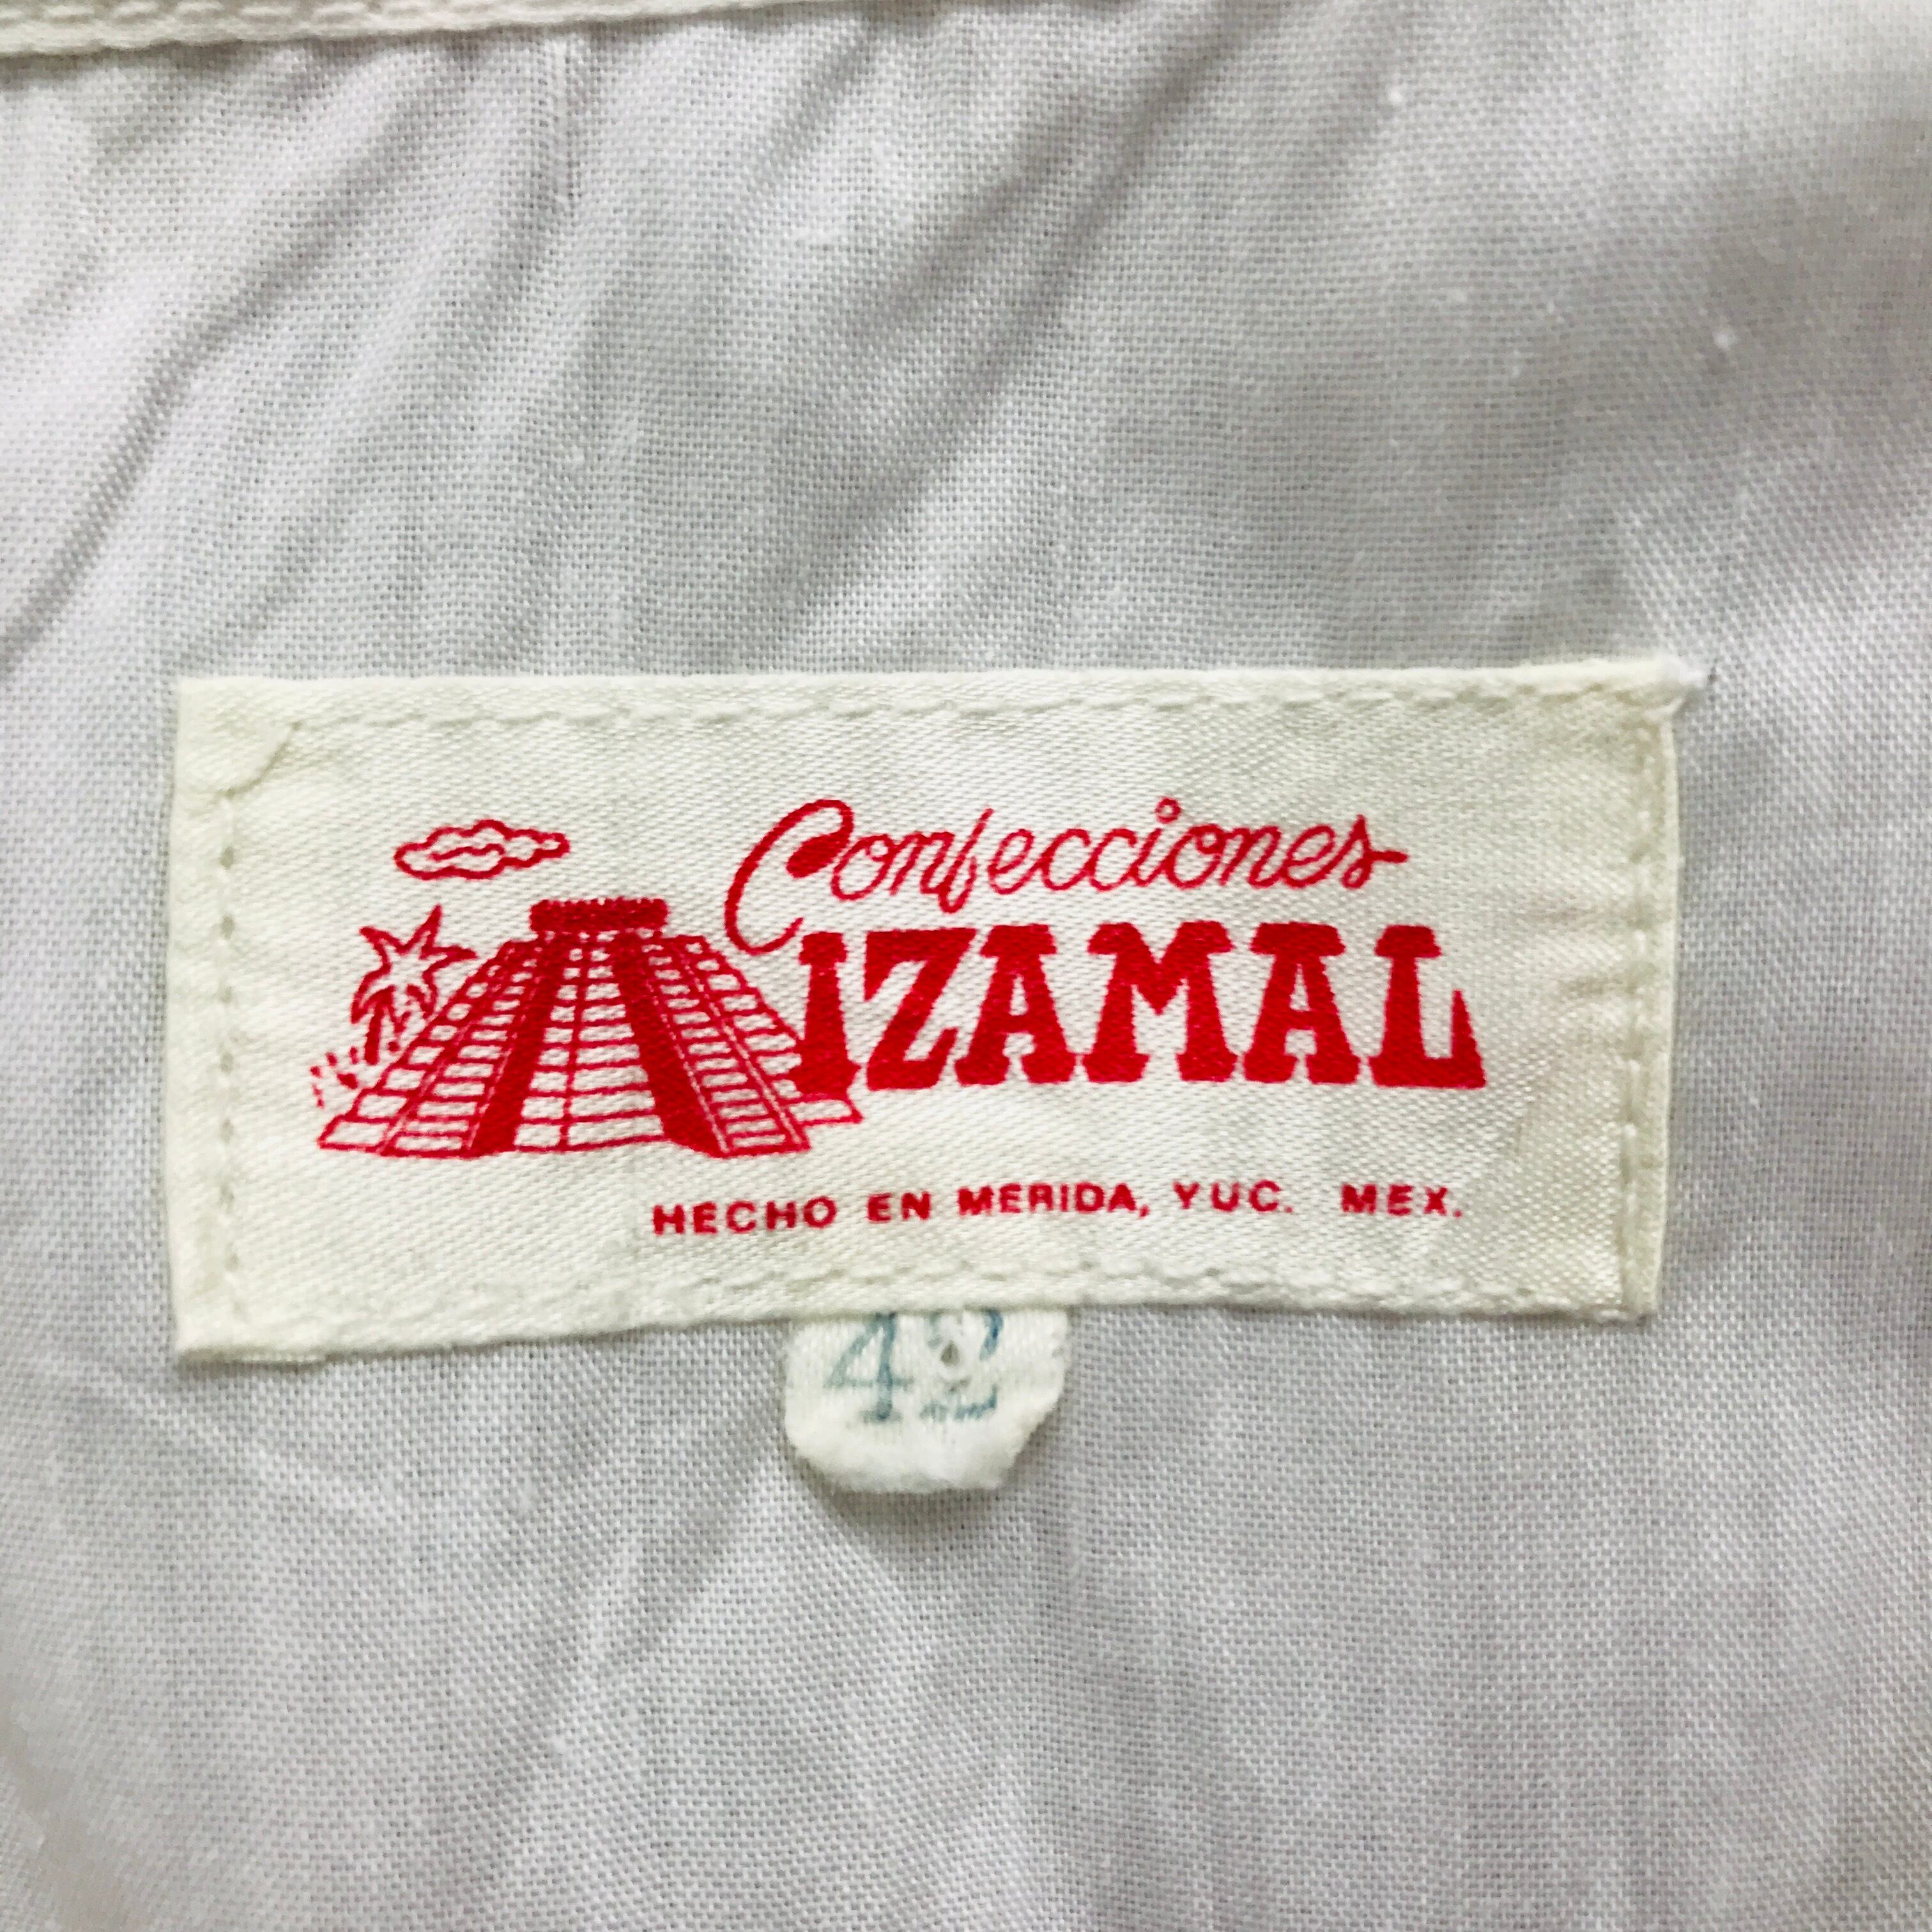 Confecciones
IZAMAL
HECHO EN MERIDA, YUC. MEX.
42